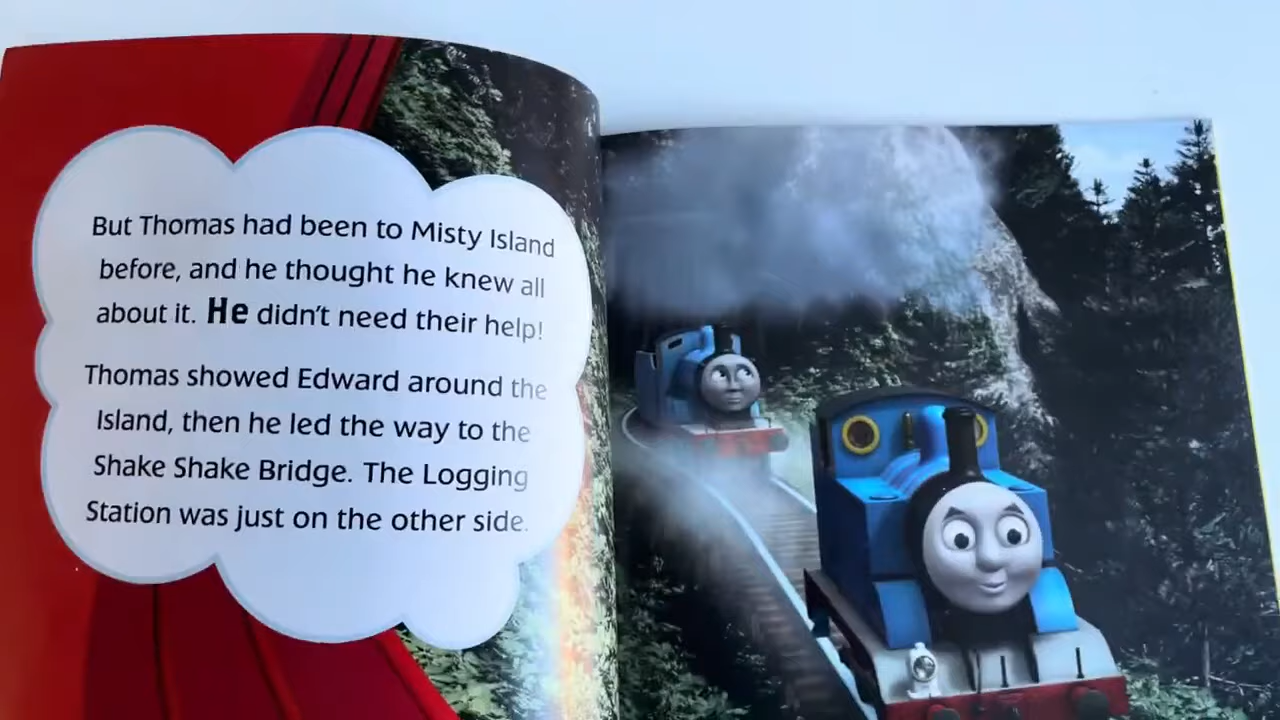 But Thomas had been to Misty Island
before, and he thought he knew all
about it. He didn't need their help!
Thomas showed Edward around the
Island, then he led the way to the
Shake Shake Bridge. The Logging
Station was just on the other side.